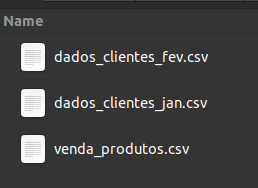 Name
dados_clientes_fev.csv
dados_clientes_jan.csv
venda_produtos.csv